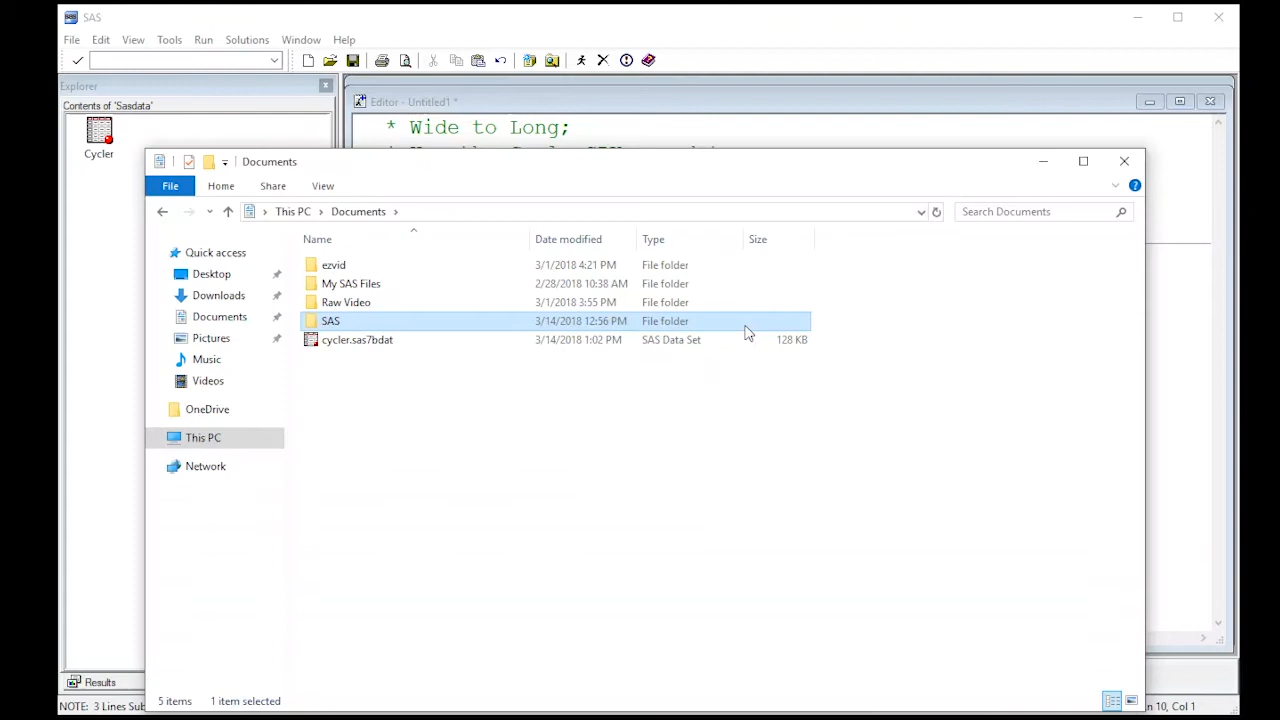 SAS
File Edit View Tools Run Solutions Window Help
Explorer
Contents of 'Sasdata'
Cycler
Editor - Untitled1 *
* Wide to Long;
Documents
File Home Share View
This PC Documents
Search Documents
Name Date modified Type Size
ezvid 3/1/2018 4:21 PM File folder
My SAS Files 2/28/2018 10:38 AM File folder
Raw Video 3/1/2018 3:55 PM File folder
SAS 3/14/2018 12:56 PM File folder
cycler.sas7bdat 3/14/2018 1:02 PM SAS Data Set 128 KB
Quick access
Desktop
Downloads
Documents
Pictures
Music
Videos
OneDrive
This PC
Network
5 items 1 item selected
Results
NOTE: 3 Lines Sub
n 10, Col 1